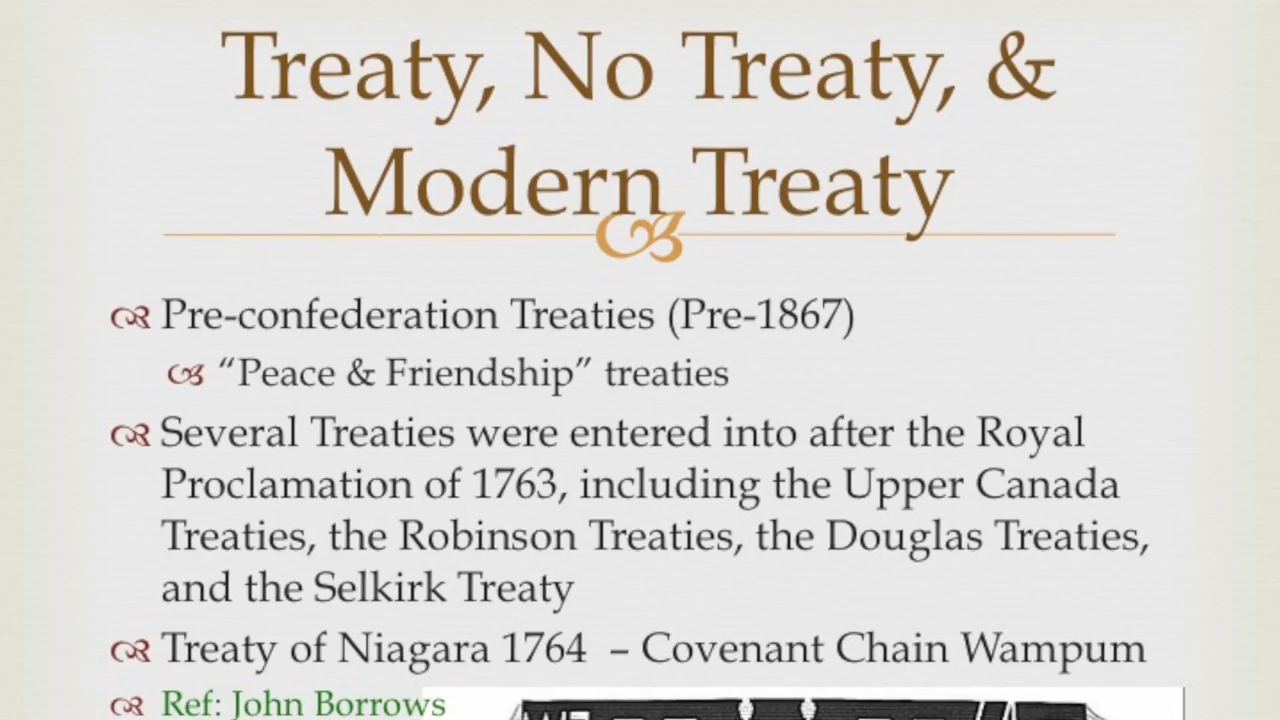 Treaty, No Treaty, &
Modern Treaty
Pre-confederation Treaties (Pre-1867)
“Peace & Friendship” treaties
Several Treaties were entered into after the Royal
Proclamation of 1763, including the Upper Canada
Treaties, the Robinson Treaties, the Douglas Treaties,
and the Selkirk Treaty
Treaty of Niagara 1764 – Covenant Chain Wampum
Ref: John Borrows